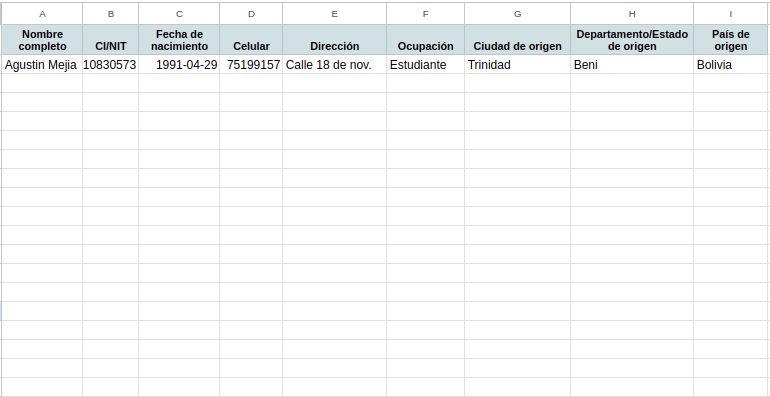 A B C D E F G H I
Nombre completo CI/NIT Fecha de nacimiento Celular Dirección Ocupación Ciudad de origen Departamento/Estado de origen País de origen
Agustin Mejia 10830573 1991-04-29 75199157 Calle 18 de nov. Estudiante Trinidad Beni Bolivia